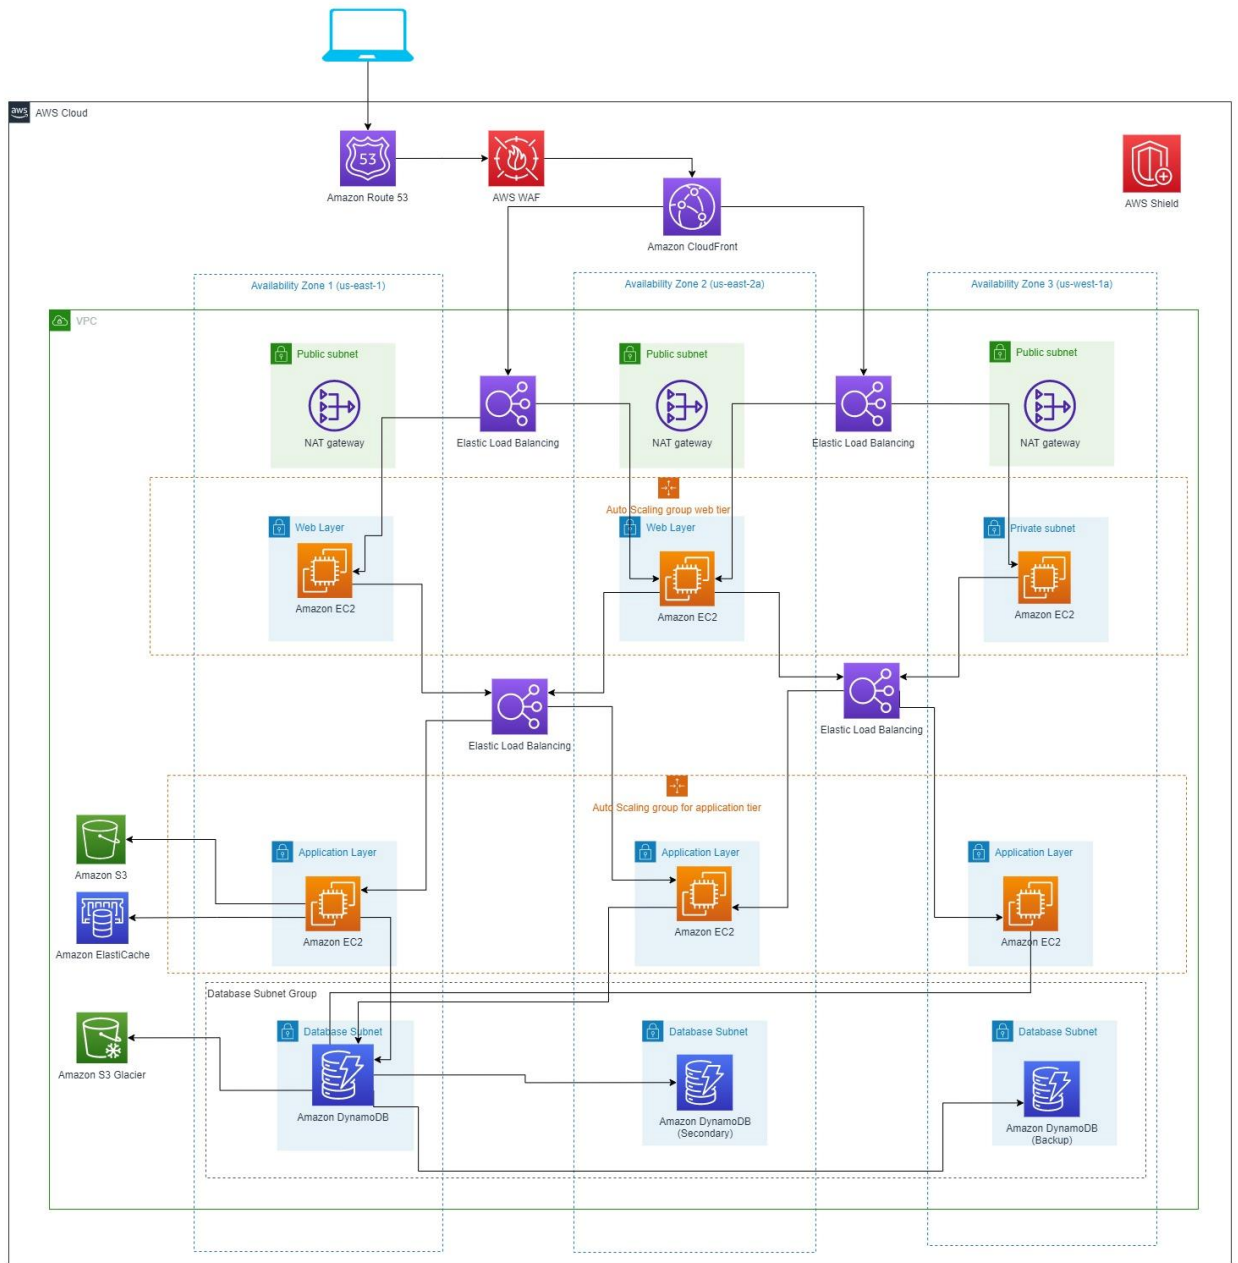 aws
AWS Cloud
53
Amazon Route 53
AWS WAF
AWS Shield
Amazon CloudFront
Availability Zone 1 (us-east-1)
Availability Zone 2 (us-east-2a)
Availability Zone 3 (us-west-1a)
VPC
Public subnet
Public subnet
Public subnet
NAT gateway
Elastic Load Balancing
NAT gateway
Elastic Load Balancing
NAT gateway
Auto Scaling group web tier
Web Layer
Web Layer
Private subnet
Amazon EC2
Amazon EC2
Amazon EC2
Elastic Load Balancing
Elastic Load Balancing
Auto Scaling group for application tier
Amazon S3
Application Layer
Application Layer
Application Layer
Amazon ElastiCache
Amazon EC2
Amazon EC2
Amazon EC2
Database Subnet Group
Database Subnet
Database Subnet
Database Subnet
Amazon S3 Glacier
Amazon DynamoDB
Amazon DynamoDB
(Secondary)
Amazon DynamoDB
(Backup)